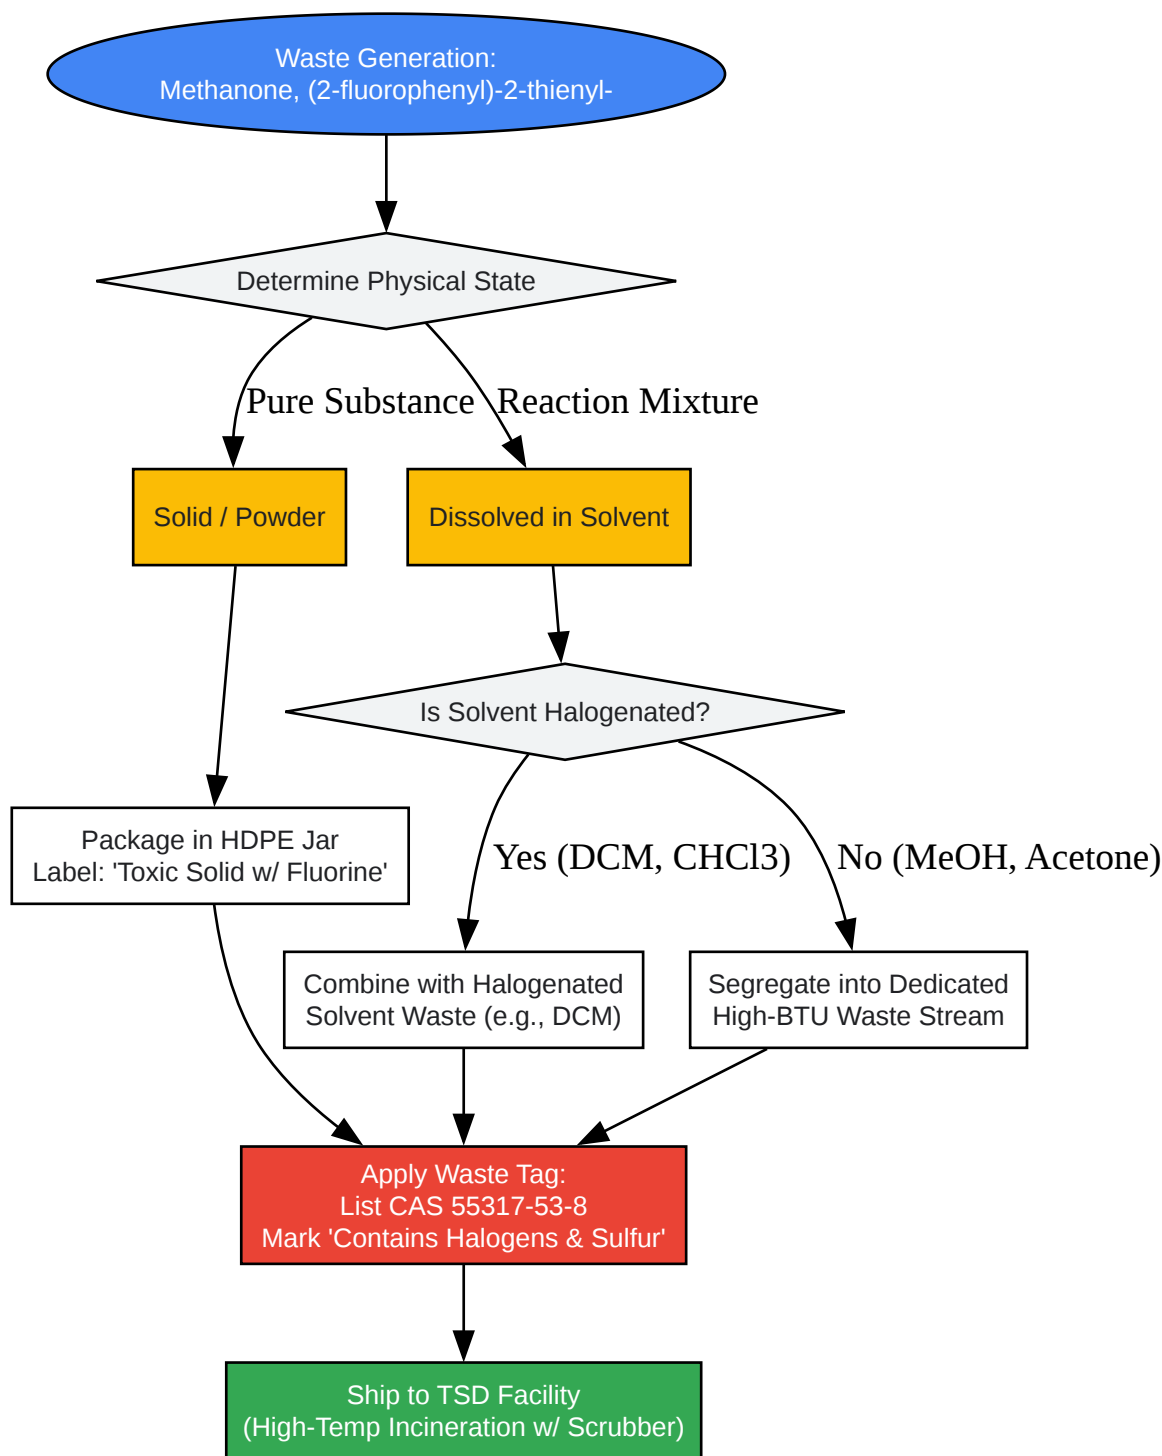 Waste Generation:
Methanone, (2-fluorophenyl)-2-thienyl-
Determine Physical State
Pure Substance
Reaction Mixture
Solid / Powder
Dissolved in Solvent
Is Solvent Halogenated?
Package in HDPE Jar
Label: 'Toxic Solid w/ Fluorine'
Yes (DCM, CHCl3)
No (MeOH, Acetone)
Combine with Halogenated
Solvent Waste (e.g., DCM)
Segregate into Dedicated
High-BTU Waste Stream
Apply Waste Tag:
List CAS 55317-53-8
Mark 'Contains Halogens & Sulfur'
Ship to TSD Facility
(High-Temp Incineration w/ Scrubber)